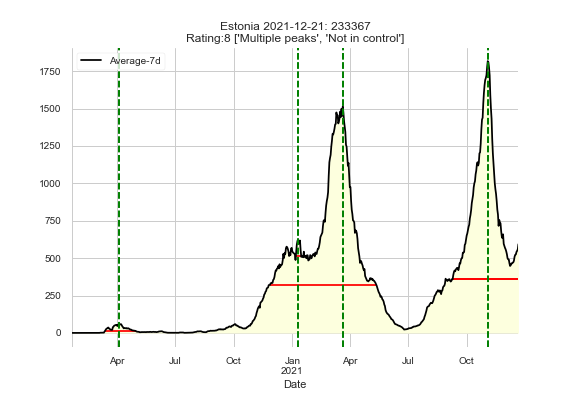 Estonia 2021-12-21: 233367
Rating:8 ['Multiple peaks', 'Not in control']
Average-7d
1750
1500
1250
1000
750
500
250
0
Apr Jul Oct Jan Apr Jul Oct
2021
Date